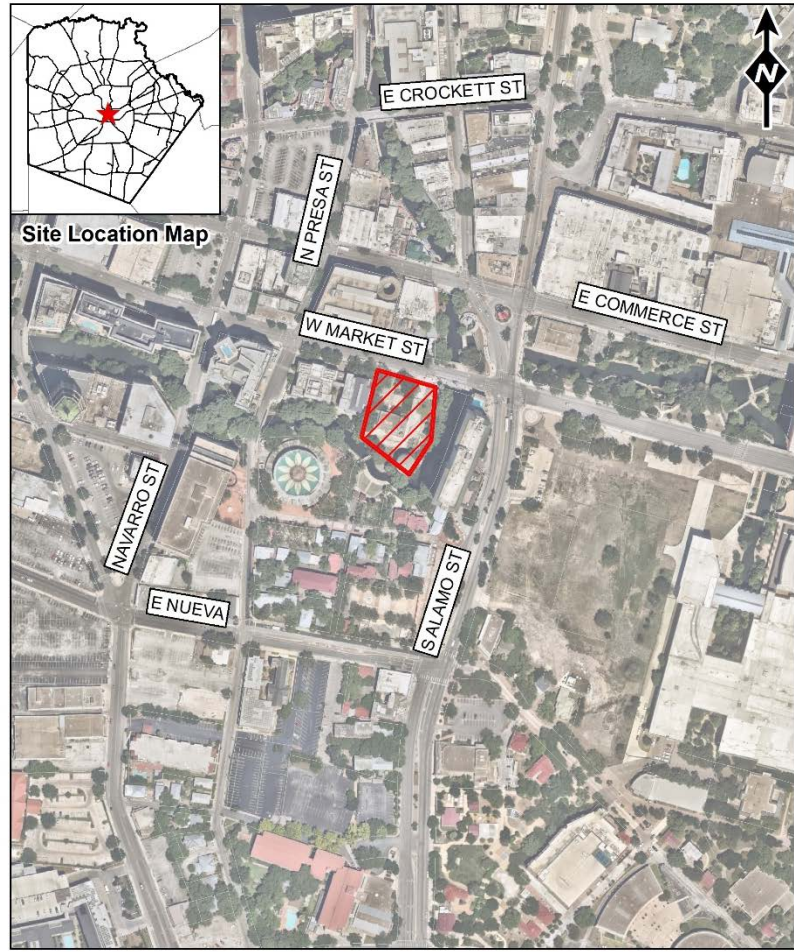 Site Location Map
N
E CROCKETT ST
N PRESA ST
E COMMERCE ST
W MARKET ST
NAVARRO ST
S ALAMO ST
E NUEVA